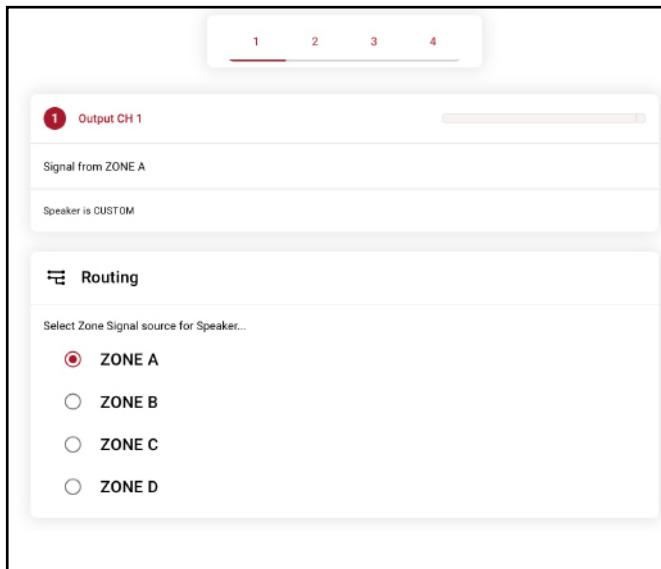 1 2 3 4
1 Output CH 1
Signal from ZONE A
Speaker is CUSTOM
Routing
Select Zone Signal source for Speaker...
ZONE A
ZONE B
ZONE C
ZONE D